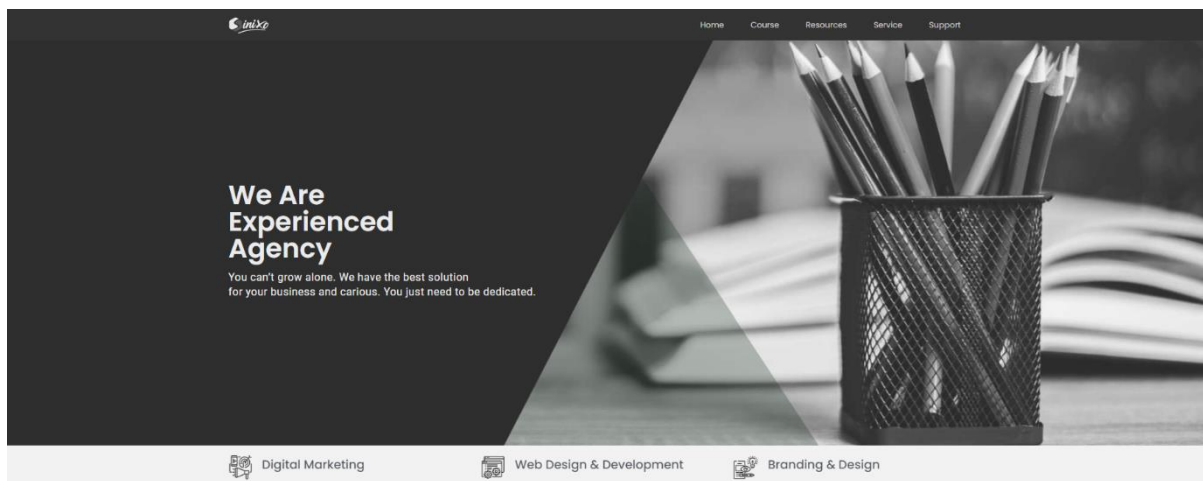 Sinixo
Home Course Resources Service Support
We Are
Experienced
Agency
You can't grow alone. We have the best solution
for your business and carious. You just need to be dedicated.
Digital Marketing Web Design & Development Branding & Design